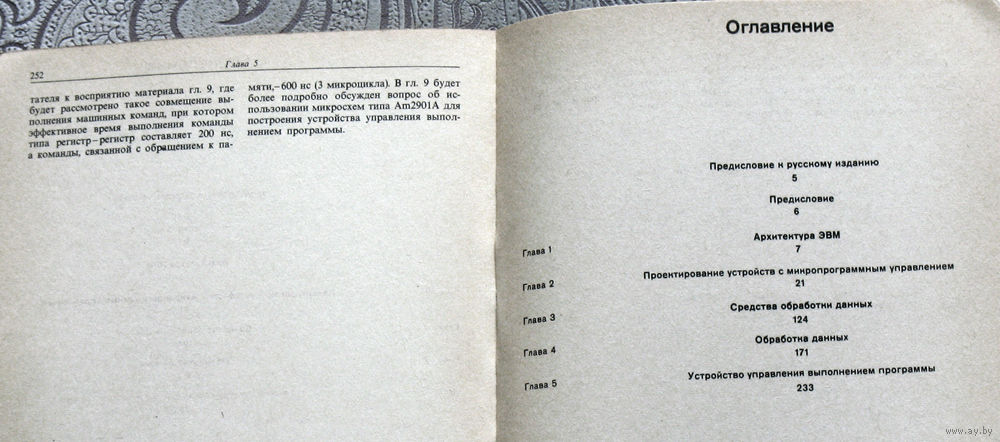 252
Глава 5
тателя к восприятию материала гл. 9, где
будет рассмотрено такое совмещение вы-
полнения машинных команд, при котором
эффективное время выполнения команды
типа регистр–регистр составляет 200 нс,
а команды, связанной с обращением к па-
мяти,–600 нс (3 микроцикла). В гл. 9 будет
более подробно обсужден вопрос об ис-
пользовании микросхем типа Am2901A для
построения устройства управления выпол-
нением программы.
Оглавление
Предисловие к русскому изданию
5
Предисловие
6
Глава 1
Архитектура ЭВМ
7
Глава 2
Проектирование устройств с микропрограммным управлением
21
Глава 3
Средства обработки данных
124
Глава 4
Обработка данных
171
Глава 5
Устройство управления выполнением программы
233
www.ay.by